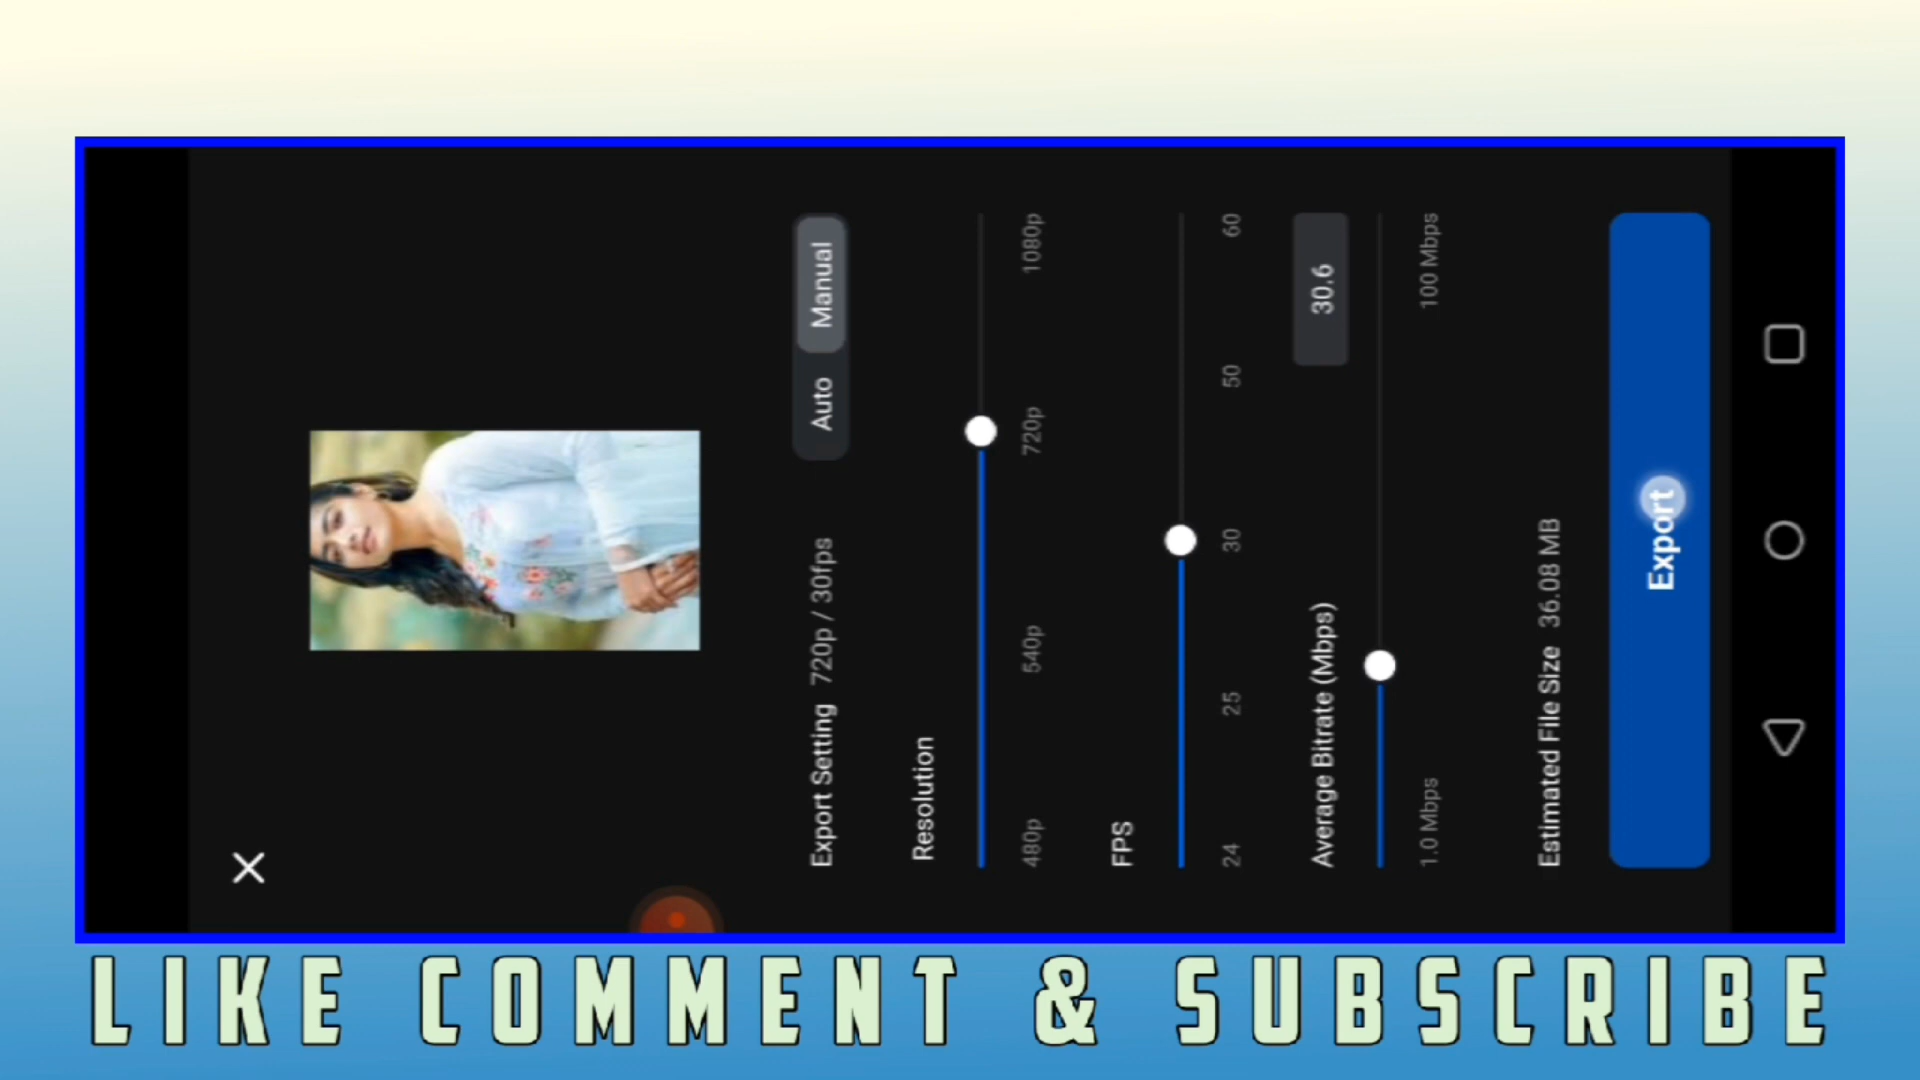 Export Setting 720p / 30fps
Auto Manual
Resolution
480p 540p 720p 1080p
FPS
24 25 30 50 60
Average Bitrate (Mbps) 30.6
1.0 Mbps 100 Mbps
Estimated File Size 36.08 MB
Export
LIKE COMMENT & SUBSCRIBE